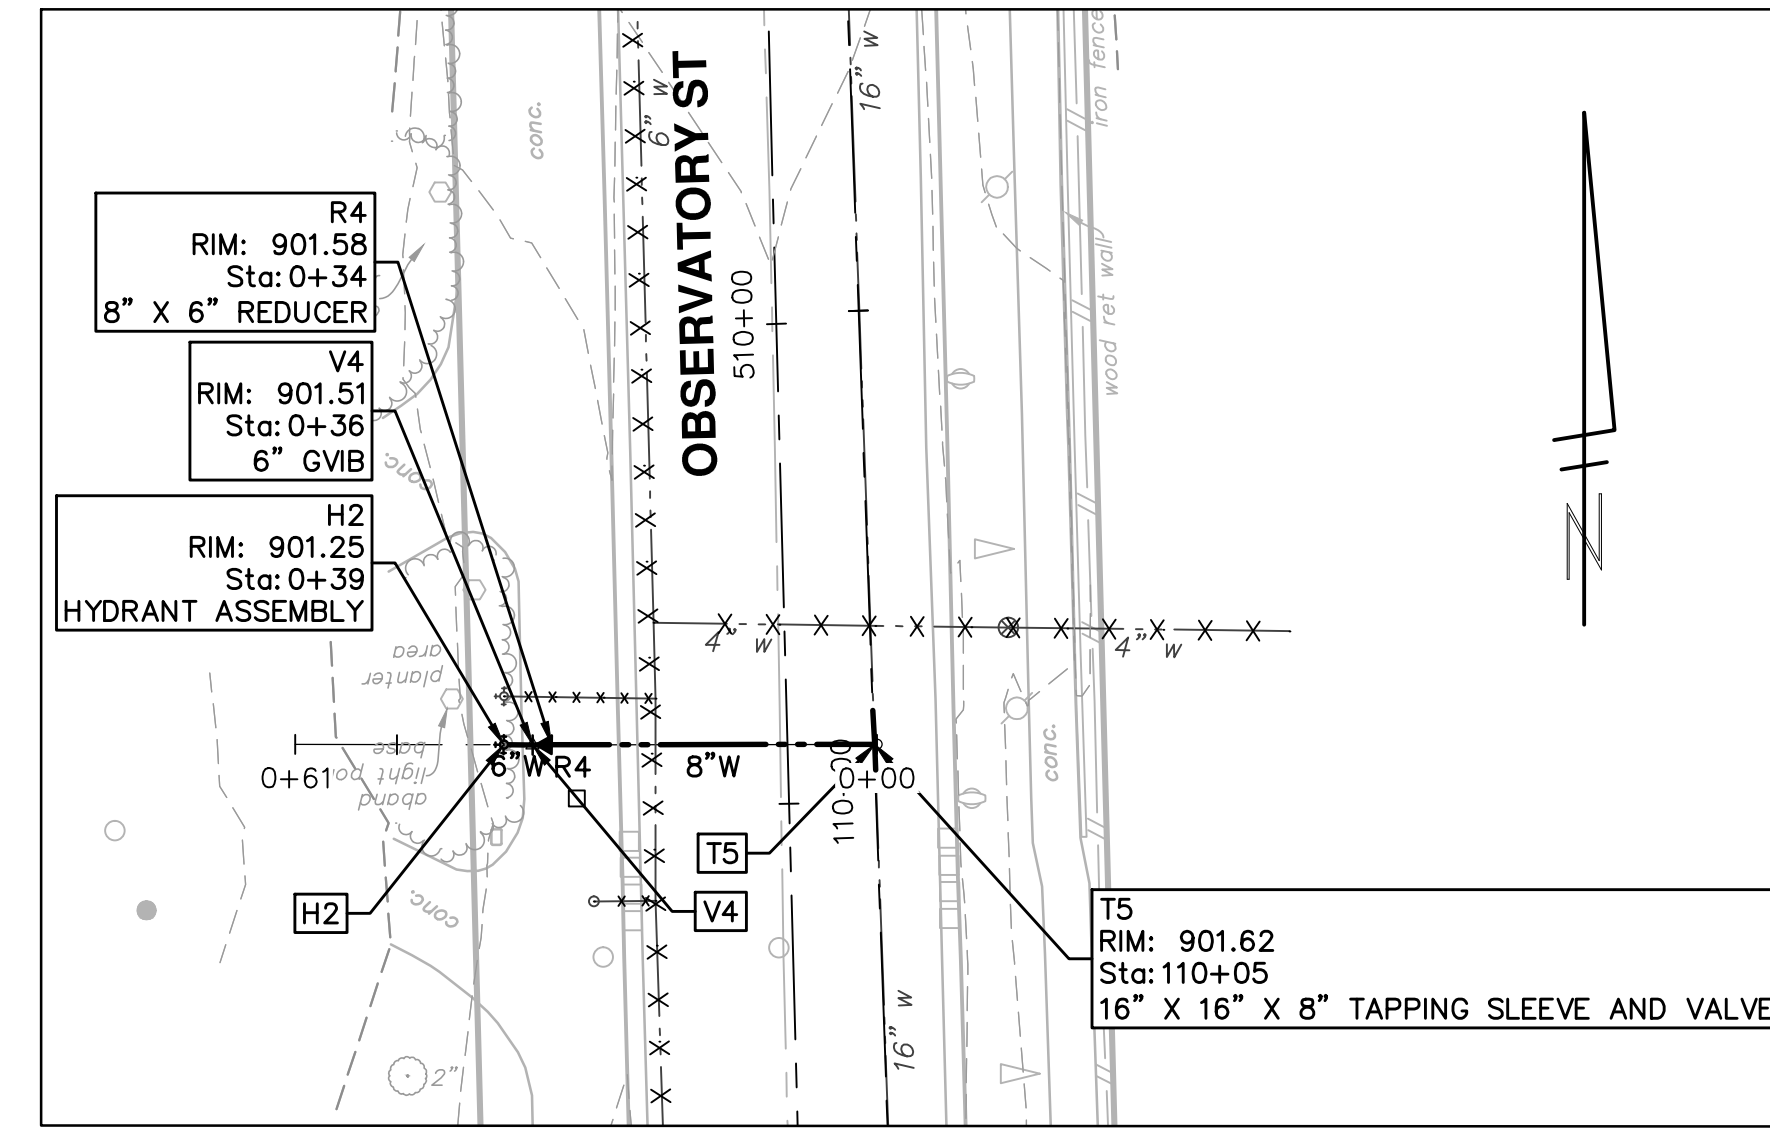 R4
RIM: 901.58
Sta: 0+34
8" X 6" REDUCER
V4
RIM: 901.51
Sta: 0+36
6" GVIB
H2
RIM: 901.25
Sta: 0+39
HYDRANT ASSEMBLY
conc.
6" W
OBSERVATORY ST
510+00
16" W
iron fence
wood ret wall
conc.
4" W
4" W
planter
area
0+61
aband
light
base
6"W
R4
8"W
0+00
conc.
T5
V4
H2
conc.
2"
16" W
T5
RIM: 901.62
Sta: 110+05
16" X 16" X 8" TAPPING SLEEVE AND VALVE
N